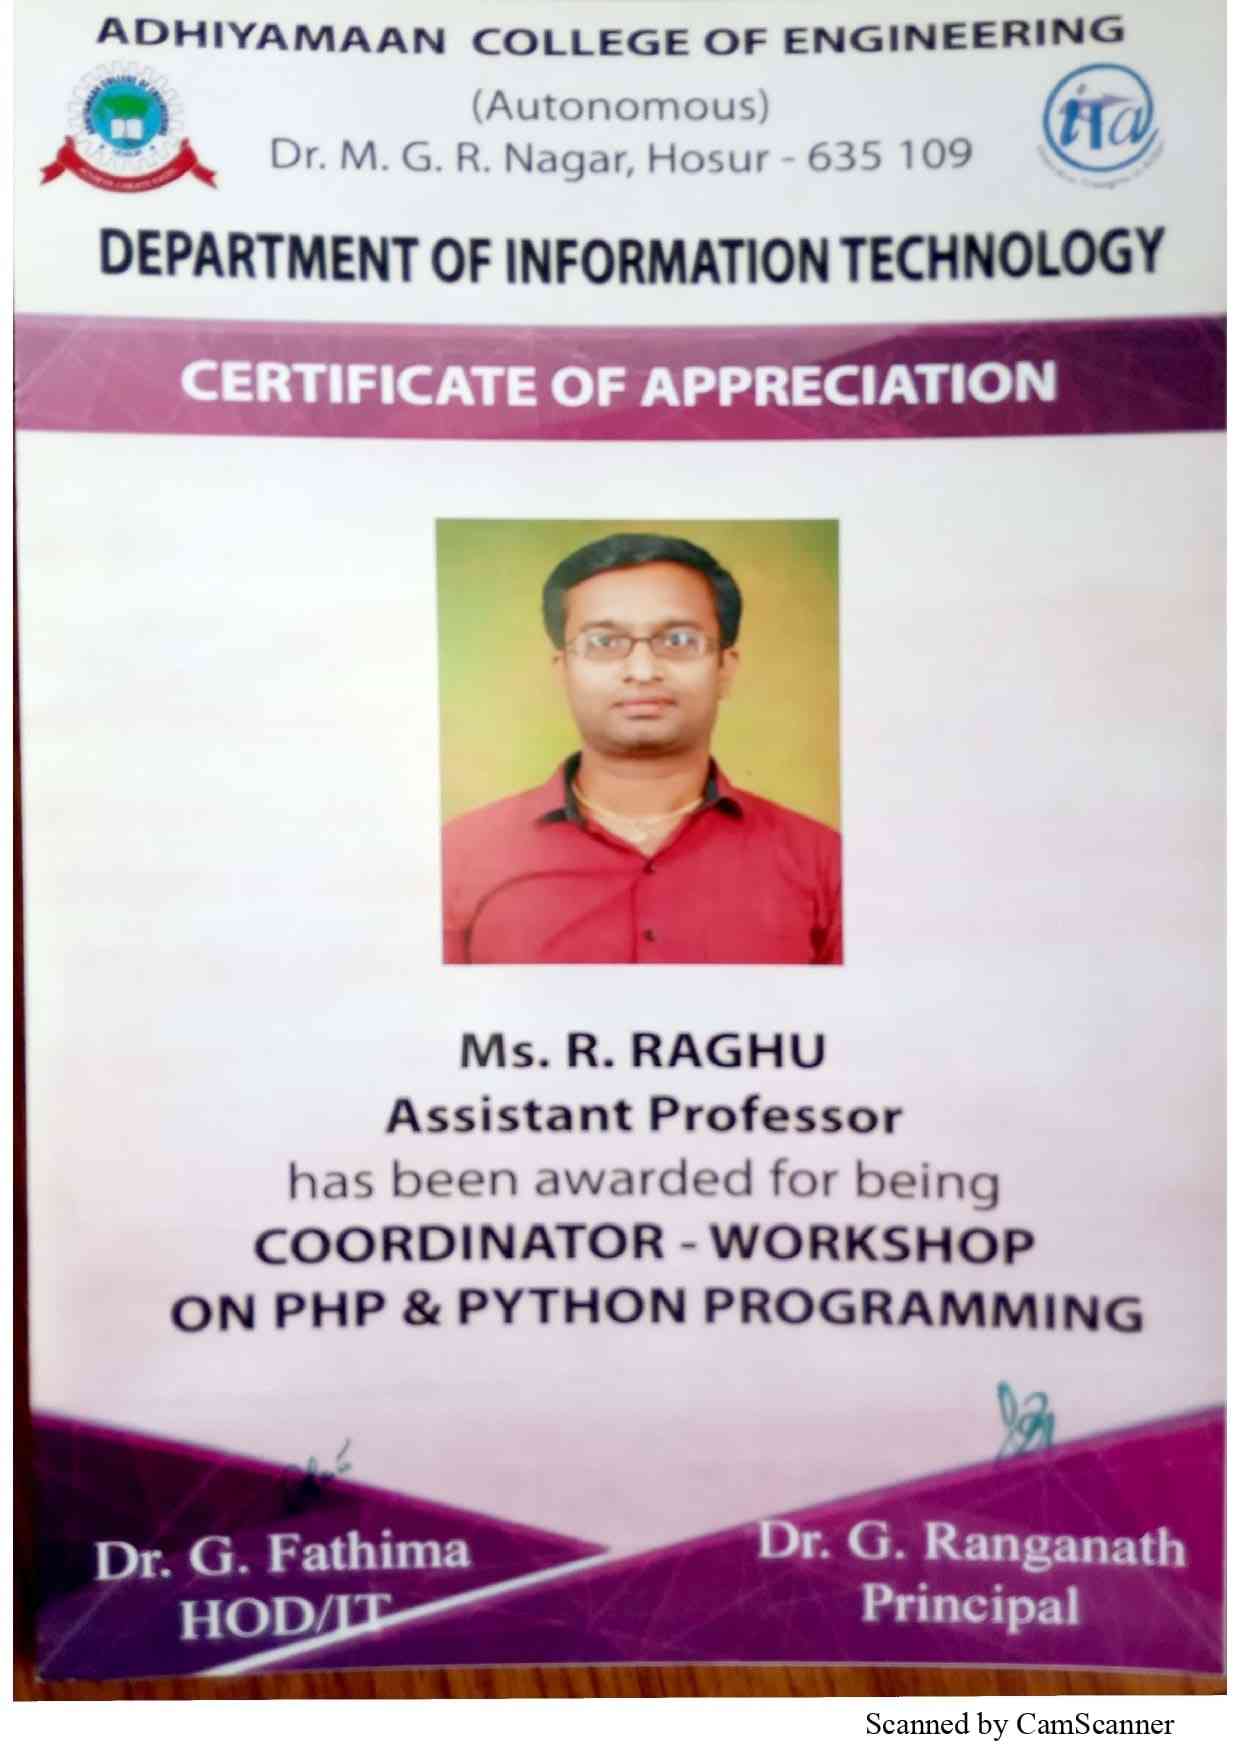 ADHIYAMAAN COLLEGE OF ENGINEERING
(Autonomous)
Dr. M. G. R. Nagar, Hosur - 635 109
iTa
DEPARTMENT OF INFORMATION TECHNOLOGY
CERTIFICATE OF APPRECIATION
Ms. R. RAGHU
Assistant Professor
has been awarded for being
COORDINATOR - WORKSHOP
ON PHP & PYTHON PROGRAMMING
Dr. G. Fathima
HOD/IT
Dr. G. Ranganath
Principal
Scanned by CamScanner